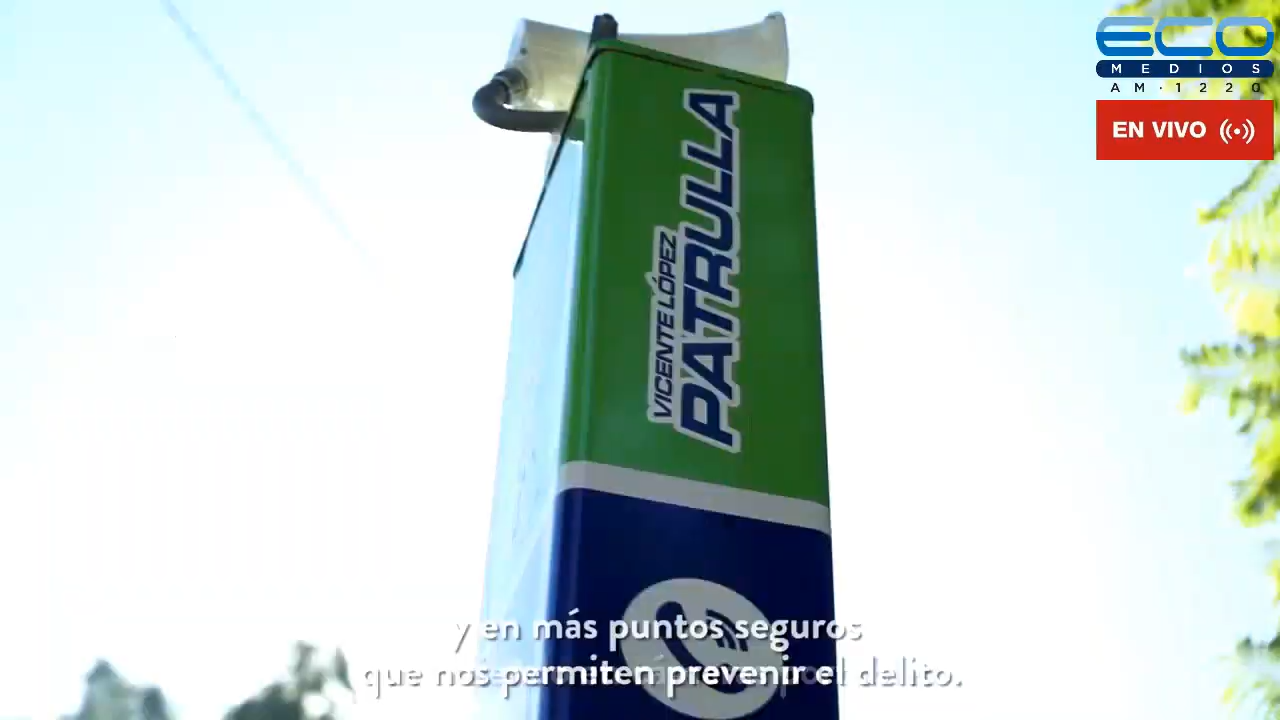 ECO
MEDIOS
AM·1220
EN VIVO
VICENTE LÓPEZ
PATRULLA
y en más puntos seguros
que nos permiten prevenir el delito.